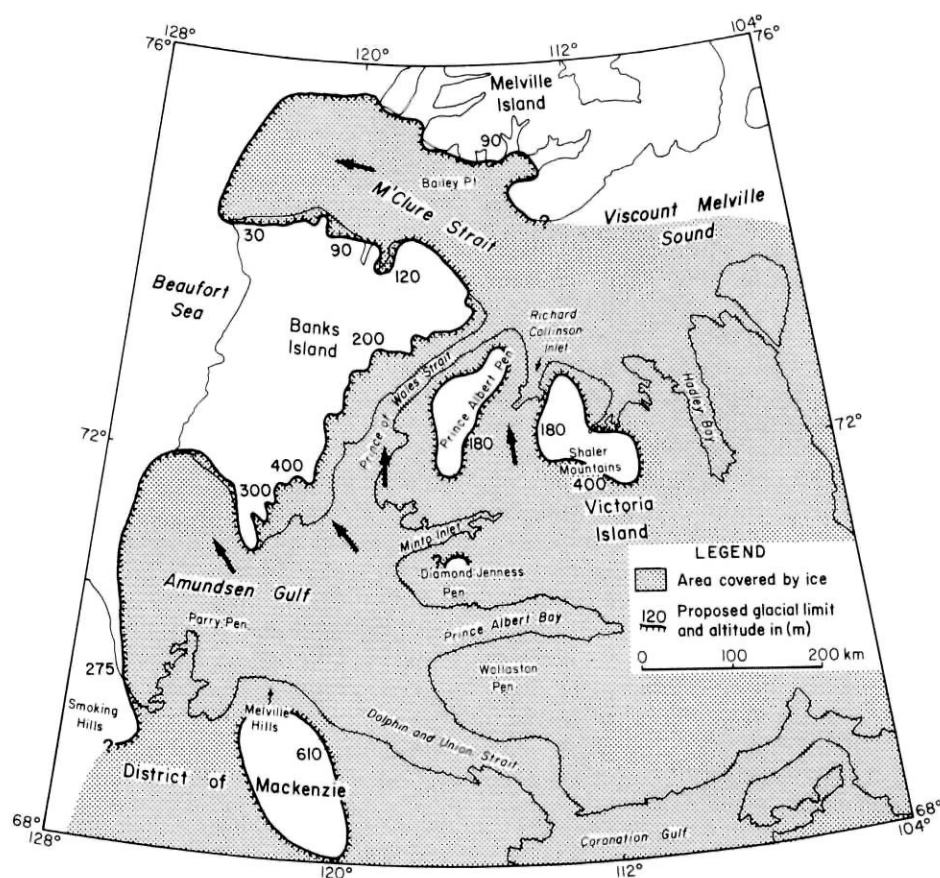 128°
76°
120°
112°
104°
76°
Melville
Island
90
Bailey Pt.
M'Clure Strait
Viscount Melville
Sound
30
90
120
Beaufort
Sea
Banks
Island
200
Richard
Collinson
Inlet
Prince of Wales Strait
Prince Albert Pen
Hadley Bay
180
180
72°
72°
Shaler
Mountains
400
400
300
Victoria
Island
Minto Inlet
?
Diamond Jenness
Pen
LEGEND
Area covered by ice
120 Proposed glacial limit
and altitude in (m)
0 100 200 km
Amundsen Gulf
Parry Pen
Prince Albert Bay
Wollaston
Pen
275
Smoking
Hills
?
Melville
Hills
610
Dolphin and Union Strait
District of Mackenzie
Coronation Gulf
68°
128°
120°
112°
68°
104°
?